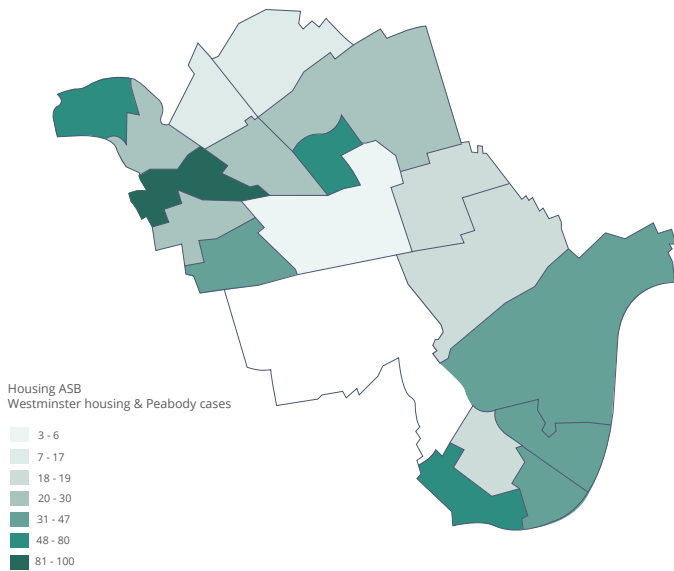 Housing ASB
Westminster housing & Peabody cases
3 - 6
7 - 17
18 - 19
20 - 30
31 - 47
48 - 80
81 - 100